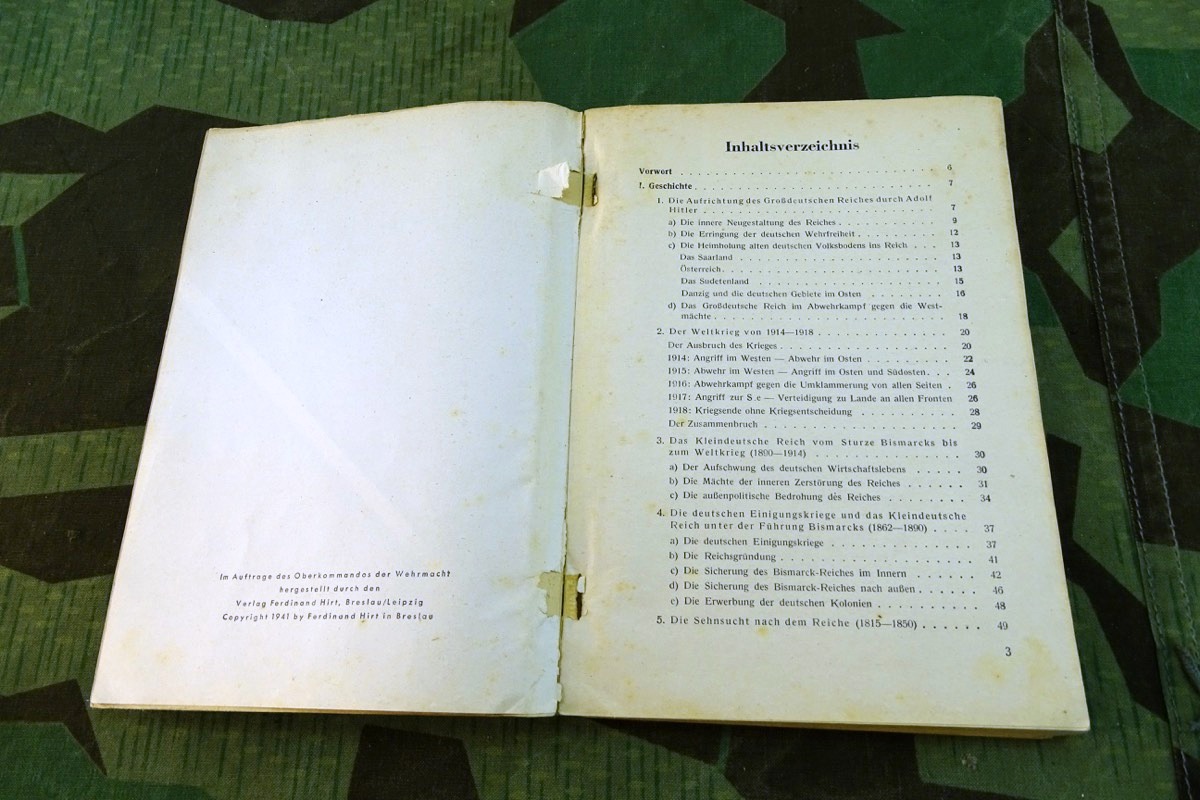 Im Auftrage des Oberkommandos der Wehrmacht
hergestellt durch den
Verlag Ferdinand Hirt, Breslau/Leipzig
Copyright 1941 by Ferdinand Hirt in Breslau
Inhaltsverzeichnis
Vorwort . . . . . . . . . . 6
I. Geschichte . . . . . . . . . . 7
1. Die Aufrichtung des Großdeutschen Reiches durch Adolf
Hitler . . . . . . . . . . 7
a) Die innere Neugestaltung des Reiches . . . . . . . . . . 9
b) Die Erringung der deutschen Wehrfreiheit . . . . . . . . . . 12
c) Die Heimholung alten deutschen Volksbodens ins Reich . . . 13
Das Saarland . . . . . . . . . . 13
Österreich . . . . . . . . . . 13
Das Sudetenland . . . . . . . . . . 15
Danzig und die deutschen Gebiete im Osten . . . . . . . . 16
d) Das Großdeutsche Reich im Abwehrkampf gegen die West-
mächte . . . . . . . . . . 18
2. Der Weltkrieg von 1914—1918 . . . . . . . . . . 20
Der Ausbruch des Krieges . . . . . . . . . . 20
1914: Angriff im Westen — Abwehr im Osten . . . . . . . . 22
1915: Abwehr im Westen — Angriff im Osten und Südosten . . . 24
1916: Abwehrkampf gegen die Umklammerung von allen Seiten . 26
1917: Angriff zur S e — Verteidigung zu Lande an allen Fronten 26
1918: Kriegsende ohne Kriegsentscheidung . . . . . . . . . . 28
Der Zusammenbruch . . . . . . . . . . 29
3. Das Kleindeutsche Reich vom Sturze Bismarcks bis
zum Weltkrieg (1890—1914) . . . . . . . . . . 30
a) Der Aufschwung des deutschen Wirtschaftslebens . . . . . 30
b) Die Mächte der inneren Zerstörung des Reiches . . . . . 31
c) Die außenpolitische Bedrohung des Reiches . . . . . . . . 34
4. Die deutschen Einigungskriege und das Kleindeutsche
Reich unter der Führung Bismarcks (1862—1890) . . . . 37
a) Die deutschen Einigungskriege . . . . . . . . . . 37
b) Die Reichsgründung . . . . . . . . . . 41
c) Die Sicherung des Bismarck-Reiches im Innern . . . . . . 42
d) Die Sicherung des Bismarck-Reiches nach außen . . . . . 46
e) Die Erwerbung der deutschen Kolonien . . . . . . . . . 48
5. Die Sehnsucht nach dem Reiche (1815—1850) . . . . . . 49
3